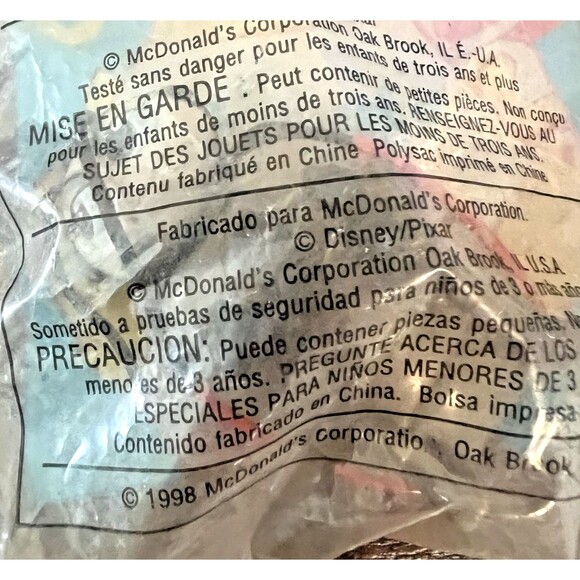 © McDonald's Corporation Oak Brook, IL É.-U.A.
Testé sans danger pour les enfants de trois ans et plus
MISE EN GARDE . Peut contenir de petites pièces. Non conçu
pour les enfants de moins de trois ans. RENSEIGNEZ-VOUS AU
SUJET DES JOUETS POUR LES MOINS DE TROIS ANS.
Contenu fabriqué en Chine Polysac imprimé en Chine
Fabricado para McDonald's Corporation.
© Disney/Pixar
© McDonald's Corporation Oak Brook, IL U.S.A.
Sometido a pruebas de seguridad para niños de 3 o más años
PRECAUCION: Puede contener piezas pequeñas.
menores de 3 años. PREGUNTE ACERCA DE LOS
ESPECIALES PARA NIÑOS MENORES DE 3
Contenido fabricado en China. Bolsa impresa
© 1998 McDonald's Corporation. Oak Brook